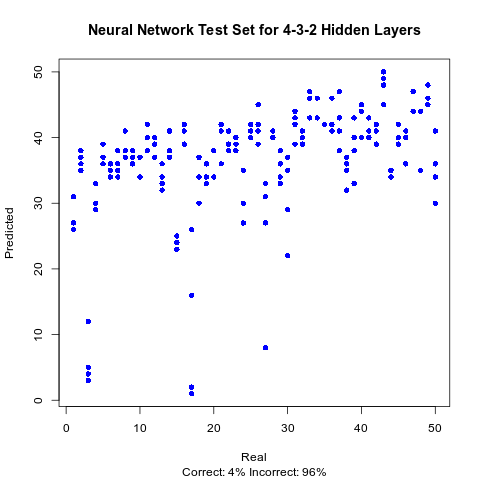 Neural Network Test Set for 4-3-2 Hidden Layers
Predicted
50
40
30
20
10
0
0 10 20 30 40 50
Real
Correct: 4% Incorrect: 96%